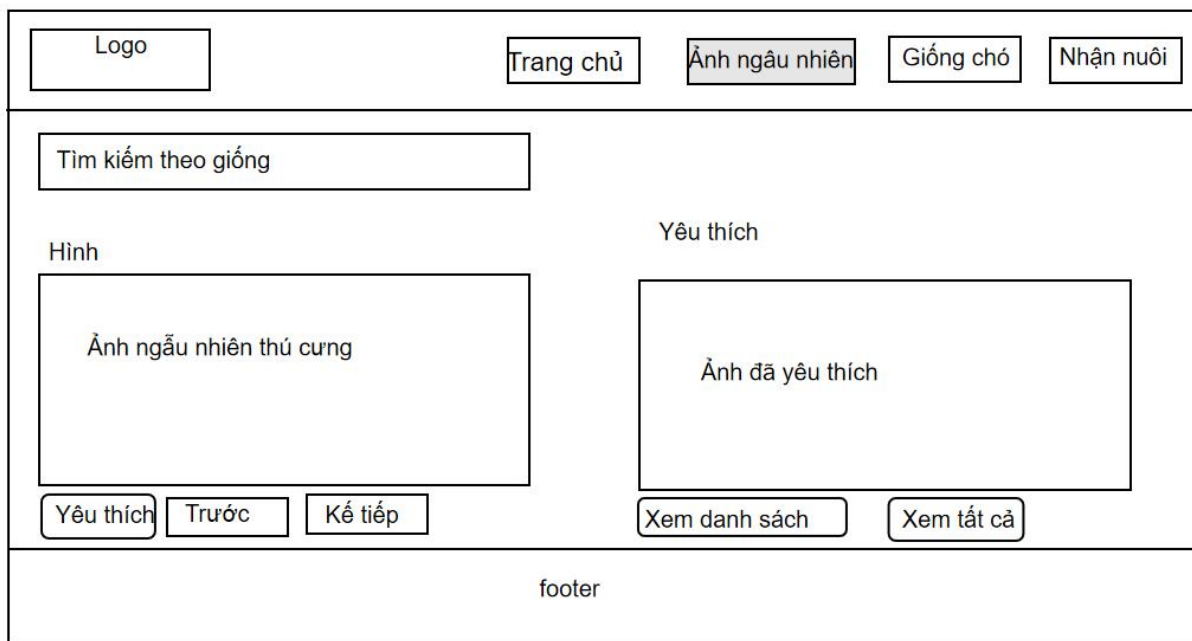 Logo
Trang chủ
Ảnh ngâu nhiên
Giống chó
Nhận nuôi
Tìm kiếm theo giống
Hình
Yêu thích
Ảnh ngẫu nhiên thú cưng
Ảnh đã yêu thích
Yêu thích
Trước
Kế tiếp
Xem danh sách
Xem tất cả
footer